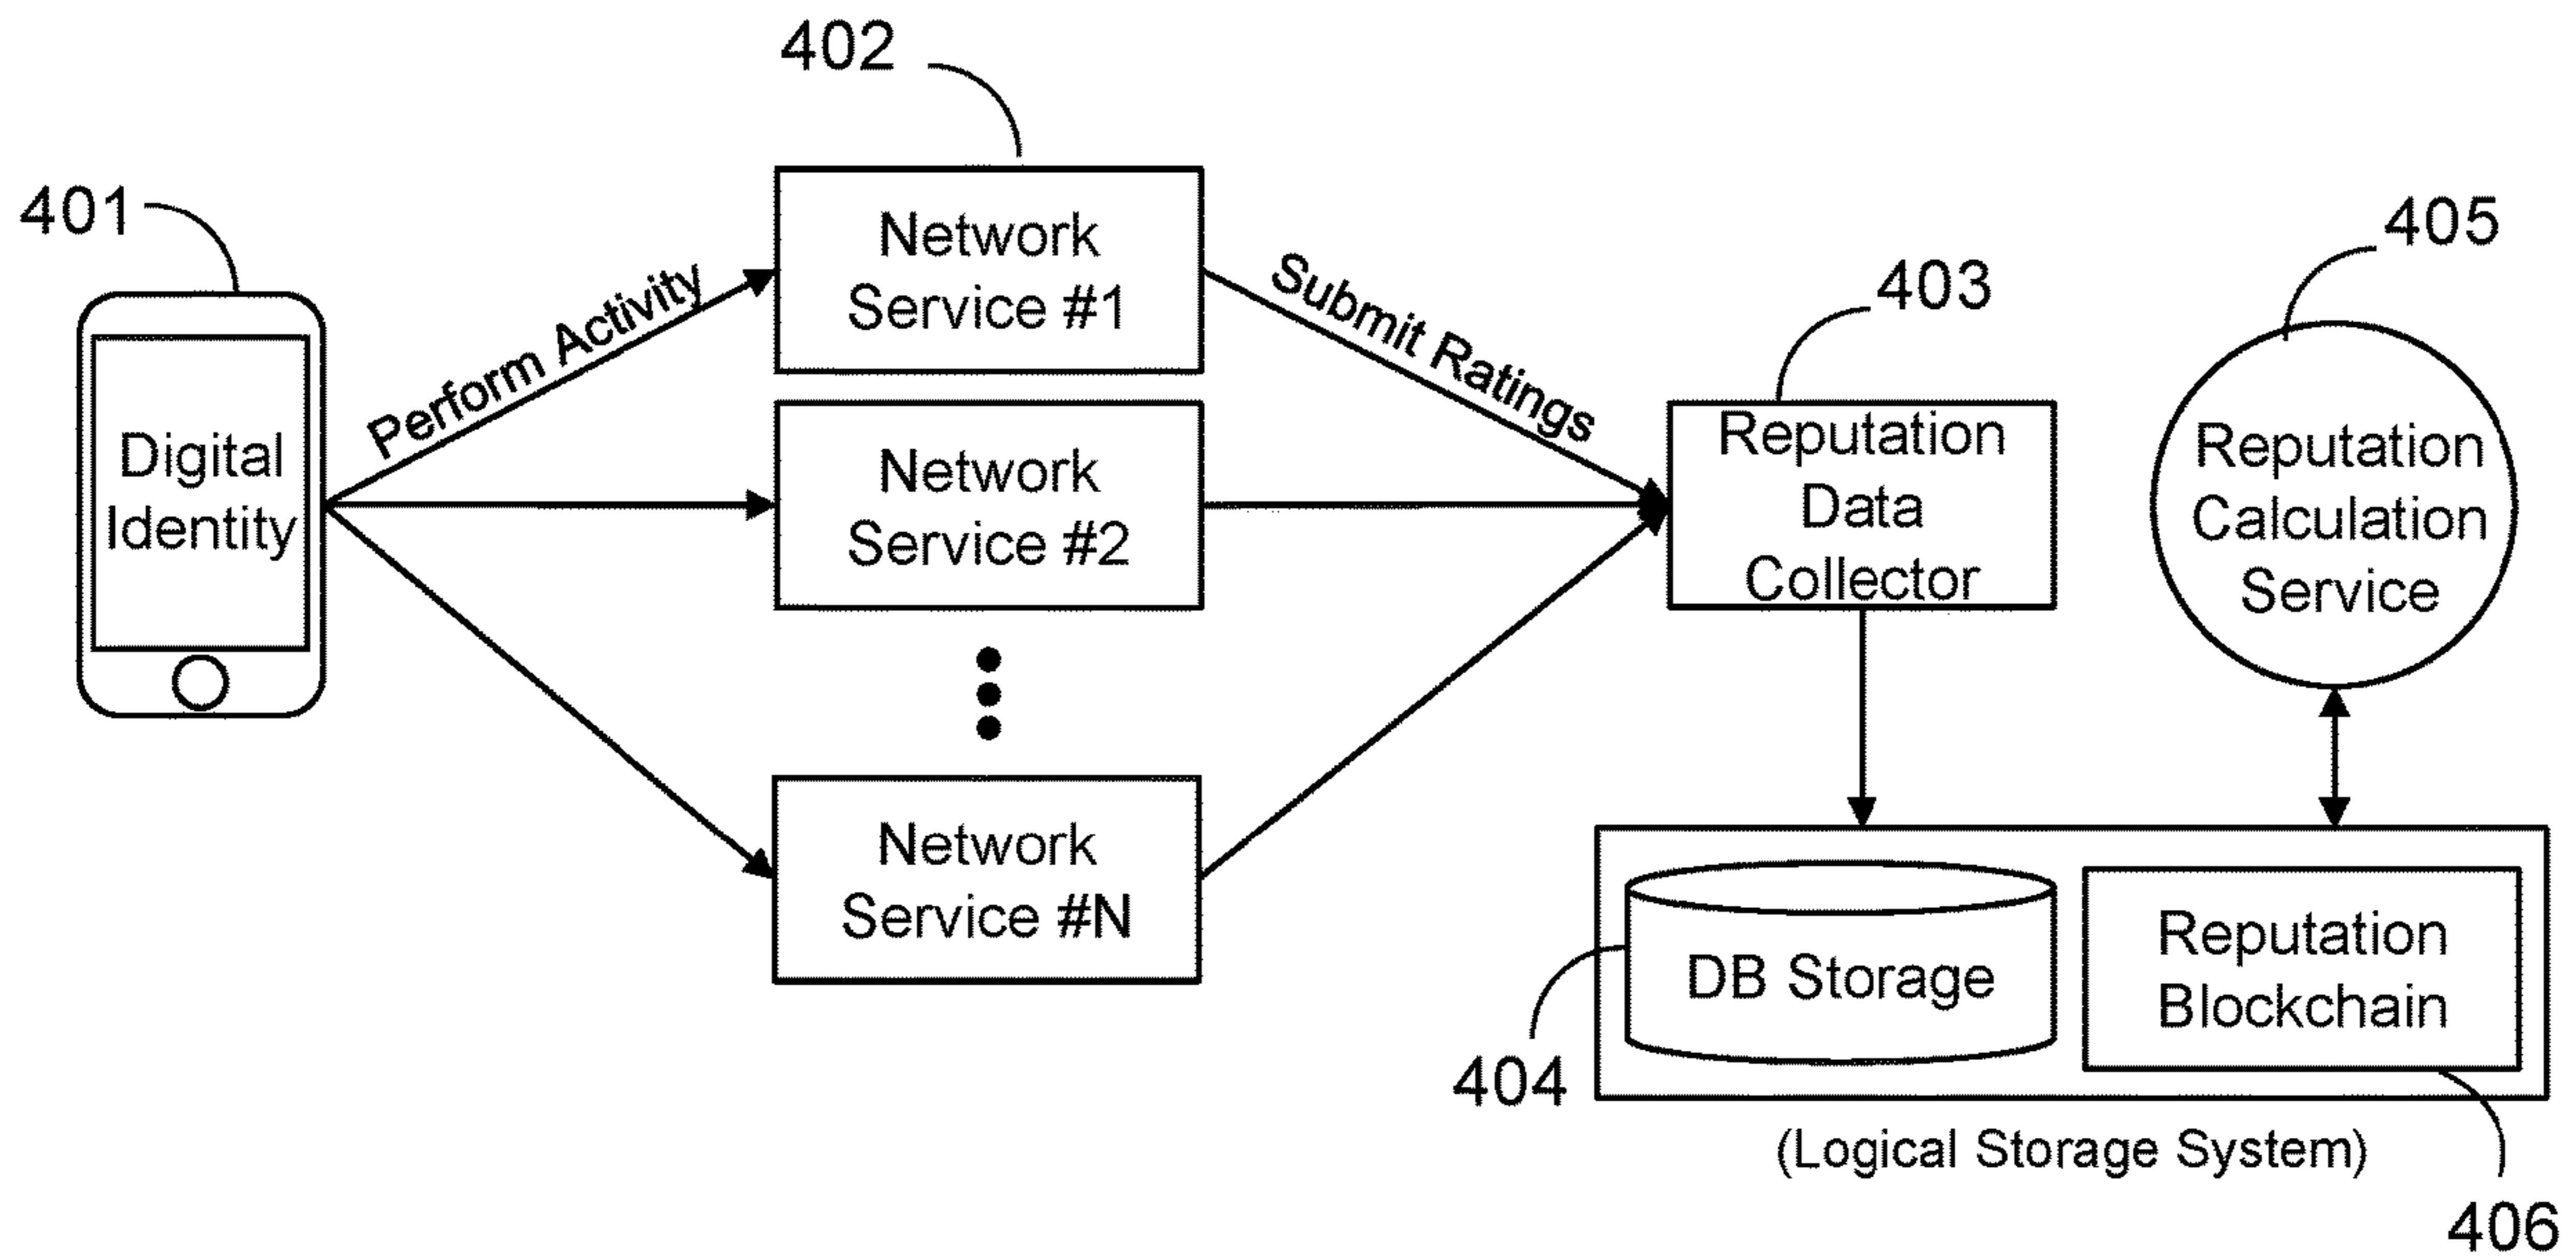 402
401
Network
Service #1
405
403
Perform Activity
Submit Ratings
Digital
Identity
Network
Service #2
Reputation
Data
Collector
Reputation
Calculation
Service
Network
Service #N
DB Storage
Reputation
Blockchain
404
(Logical Storage System)
406